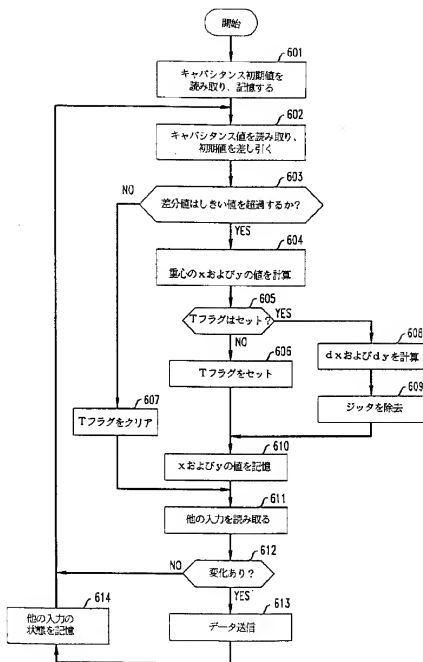 開始
601
キャパシタンス初期値を
読み取り、記憶する
602
キャパシタンス値を読み取り、
初期値を差し引く
603
差分値はしきい値を超過するか?
NO
YES
604
重心のxおよびyの値を計算
605
Tフラグはセット?
YES
NO
606
Tフラグをセット
608
dxおよびdyを計算
609
ジッタを除去
607
Tフラグをクリア
610
xおよびyの値を記憶
611
他の入力を読み取る
612
変化あり?
NO
YES
613
データ送信
614
他の入力の
状態を記憶